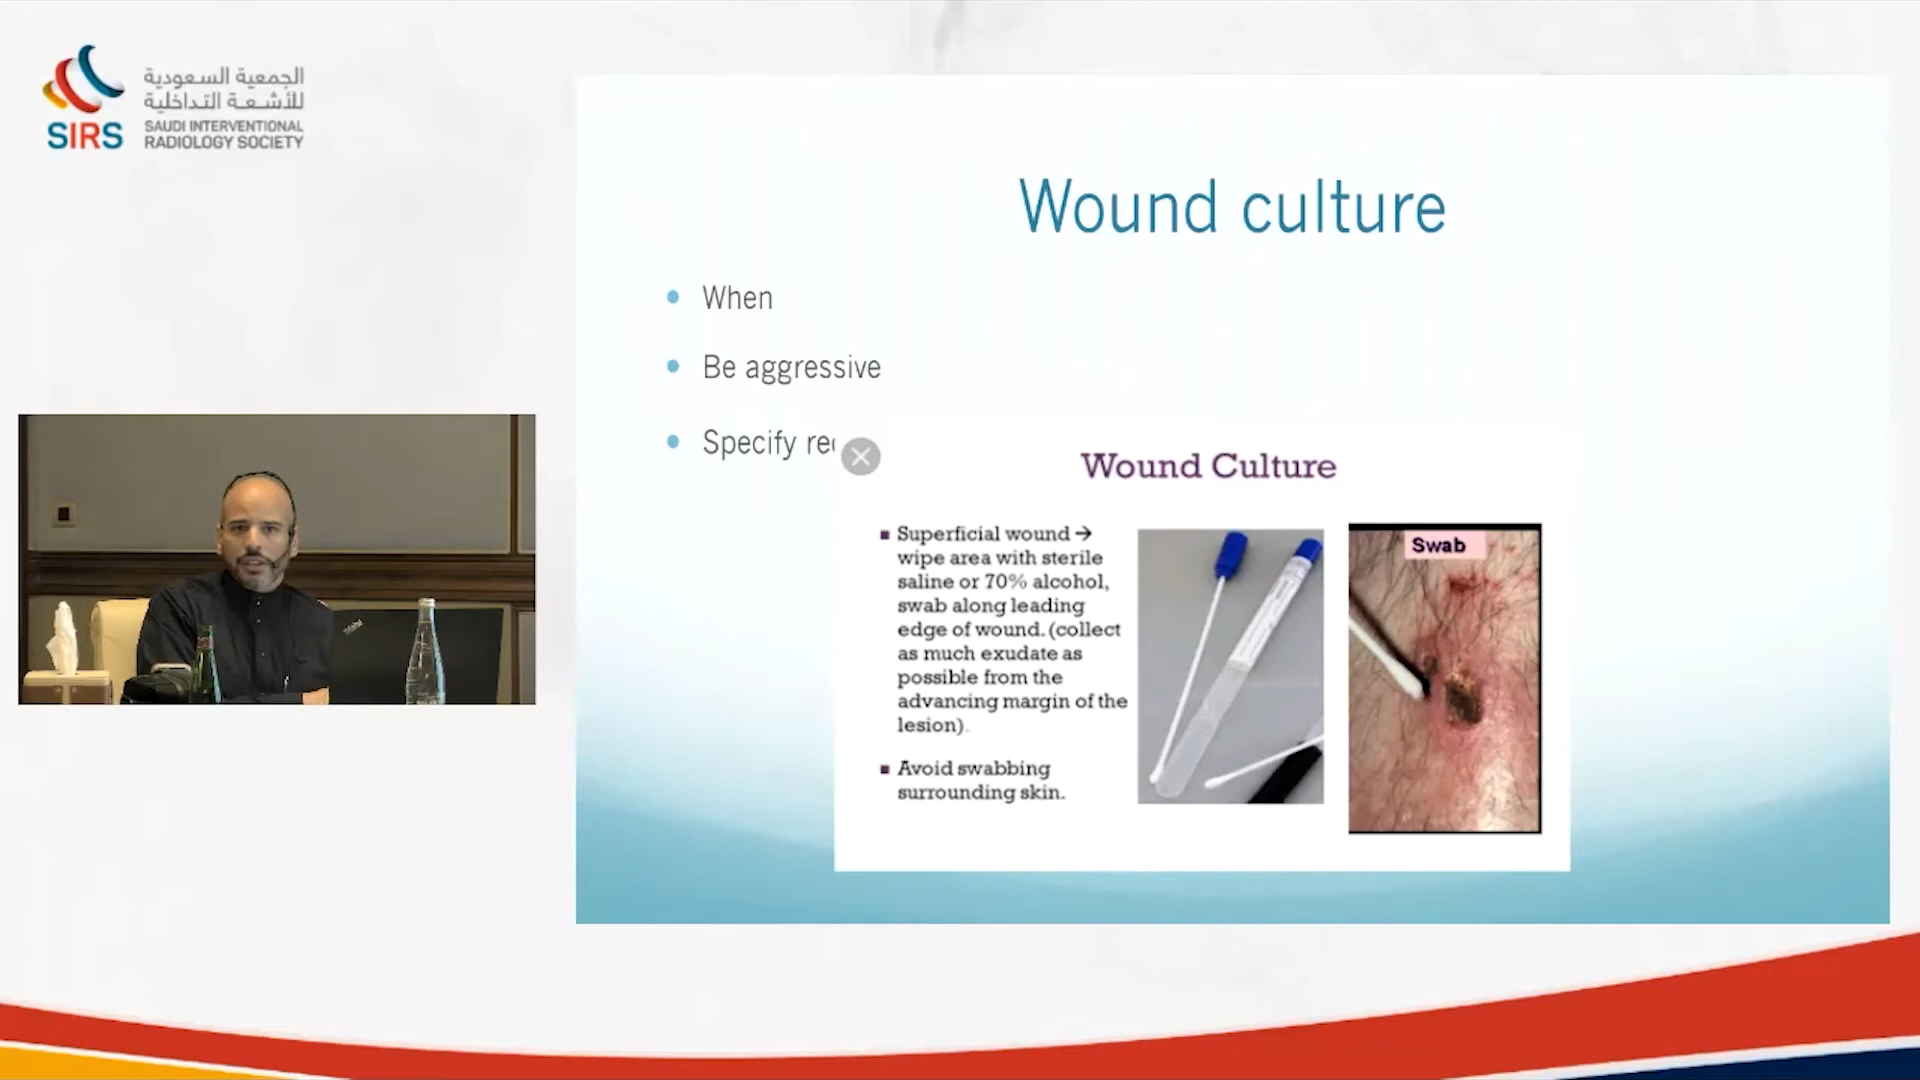 الجمعية السعودية
للأشعة التداخلية
SIRS
SAUDI INTERVENTIONAL
RADIOLOGY SOCIETY
Wound culture
When
Be aggressive
Specify
Wound Culture
Superficial wound →
wipe area with sterile
saline or 70% alcohol,
swab along leading
edge of wound. (collect
as much exudate as
possible from the
advancing margin of the
lesion).
Avoid swabbing
surrounding skin.
Swab